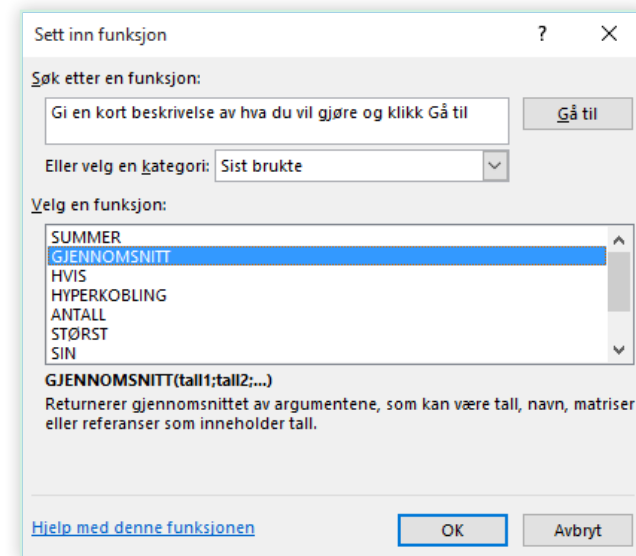 Sett inn funksjon
?
Søk etter en funksjon:
Gi en kort beskrivelse av hva du vil gjøre og klikk Gå til
Gå til
Eller velg en kategori: Sist brukte
Velg en funksjon:
SUMMER
GJENNOMSNITT
HVIS
HYPERKOBLING
ANTALL
STØRST
SIN
GJENNOMSNITT(tall1;tall2;...)
Returnerer gjennomsnittet av argumentene, som kan være tall, navn, matriser
eller referanser som inneholder tall.
Hjelp med denne funksjonen
OK
Avbryt